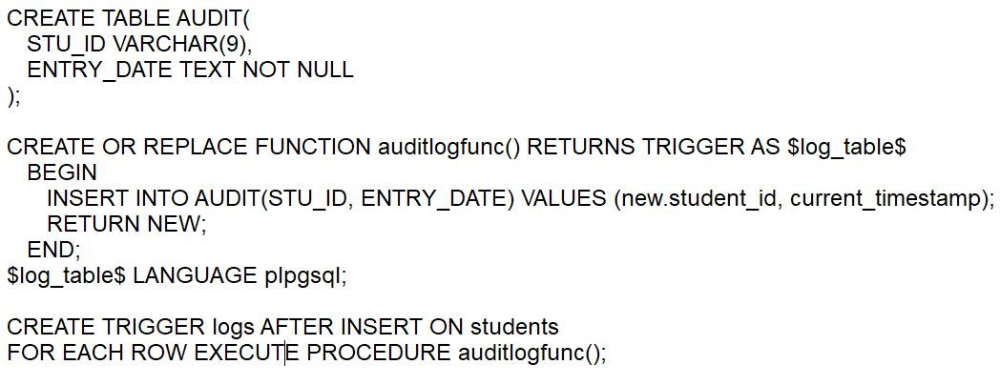 CREATE TABLE AUDIT(
STU_ID VARCHAR(9),
ENTRY_DATE TEXT NOT NULL
);
CREATE OR REPLACE FUNCTION auditlogfunc() RETURNS TRIGGER AS $log_table$
BEGIN
INSERT INTO AUDIT(STU_ID, ENTRY_DATE) VALUES (new.student_id, current_timestamp);
RETURN NEW;
END;
$log_table$ LANGUAGE plpgsql;
CREATE TRIGGER logs AFTER INSERT ON students
FOR EACH ROW EXECUTE PROCEDURE auditlogfunc();